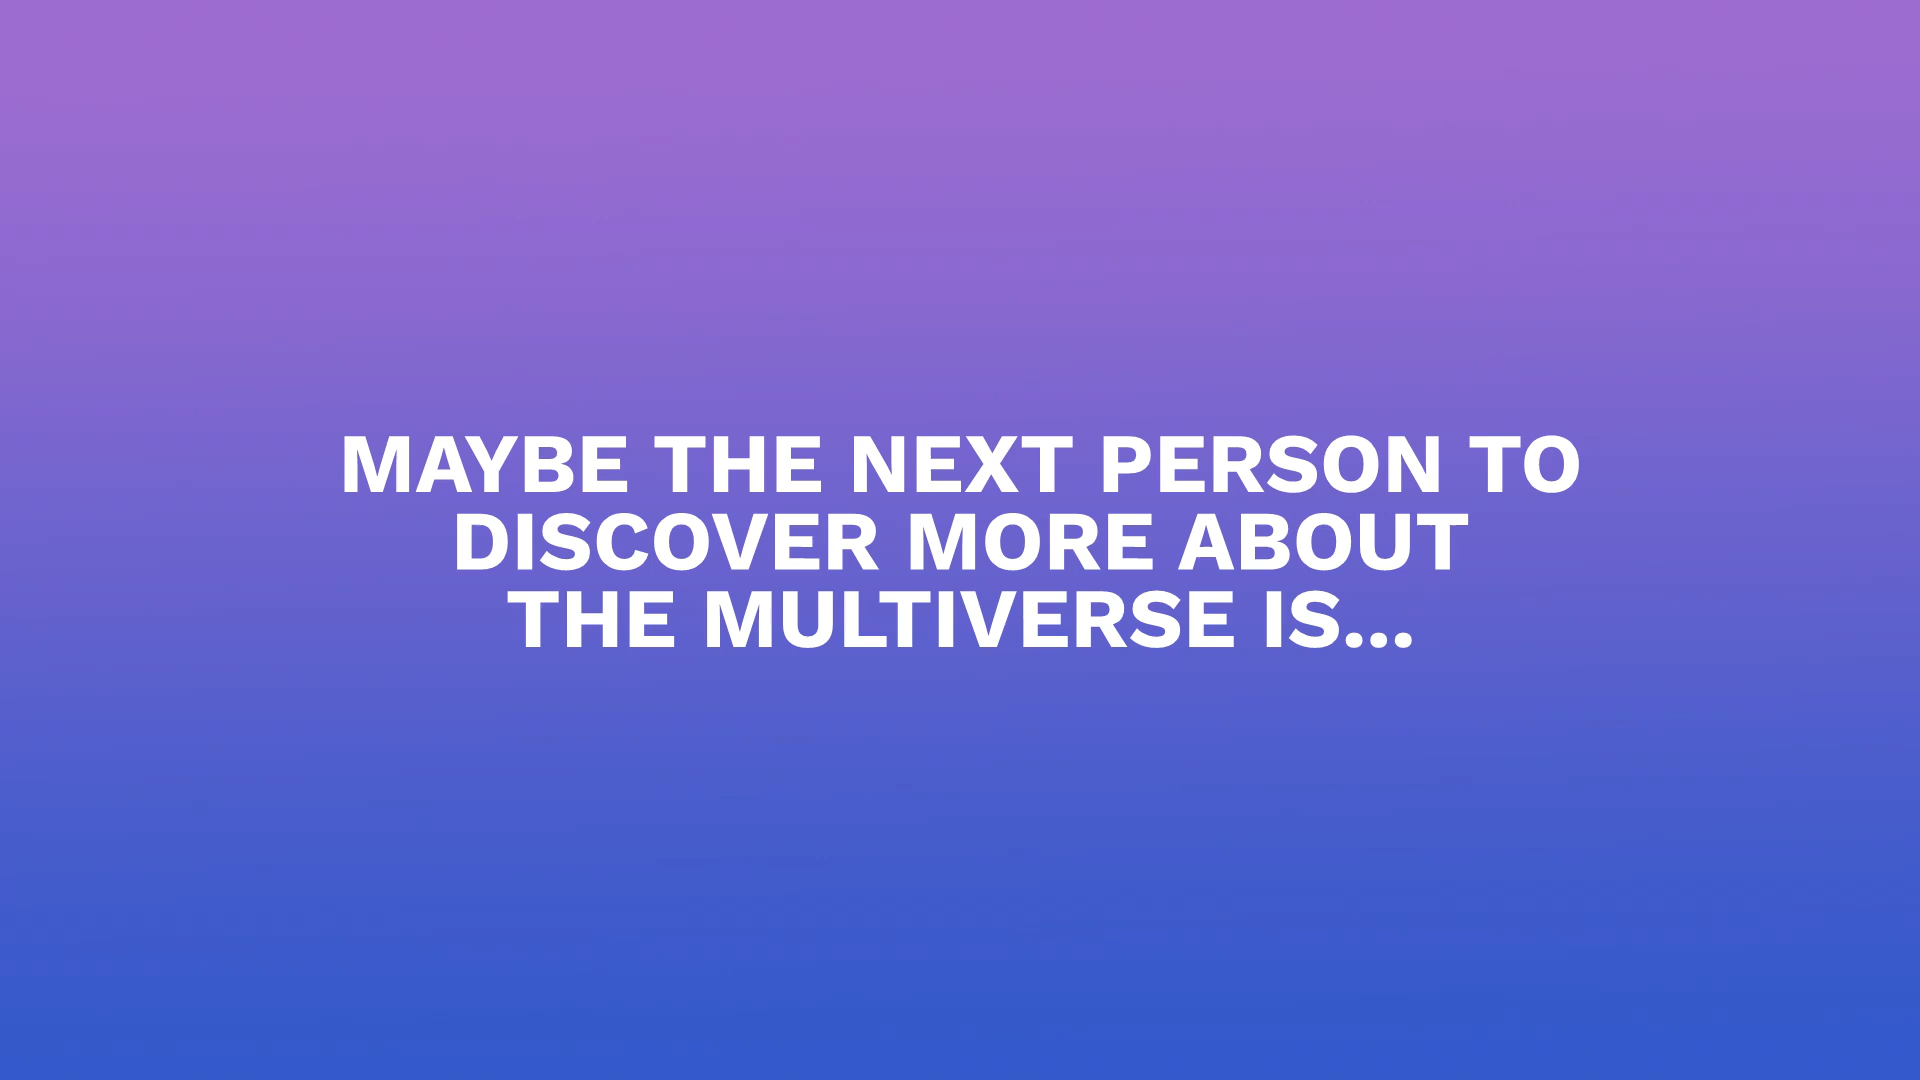 MAYBE THE NEXT PERSON TO
DISCOVER MORE ABOUT
THE MULTIVERSE IS...